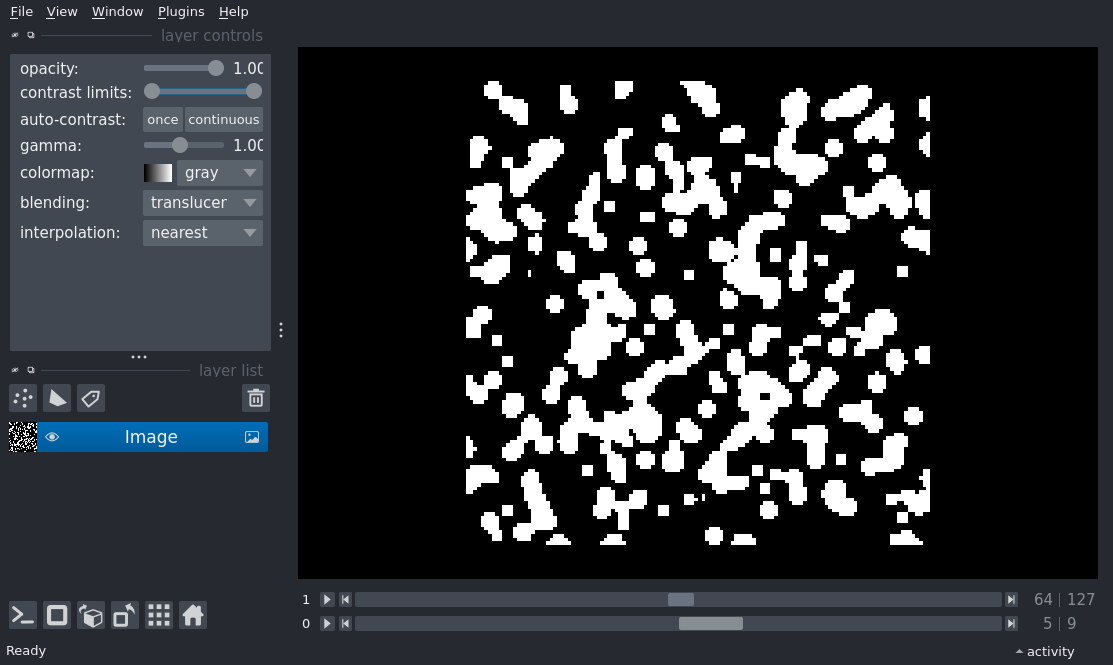 File View Window Plugins Help
layer controls
opacity: 1.00
contrast limits:
auto-contrast: once continuous
gamma: 1.00
colormap: gray
blending: translucer
interpolation: nearest
layer list
Image
1 64 | 127
0 5 | 9
Ready activity